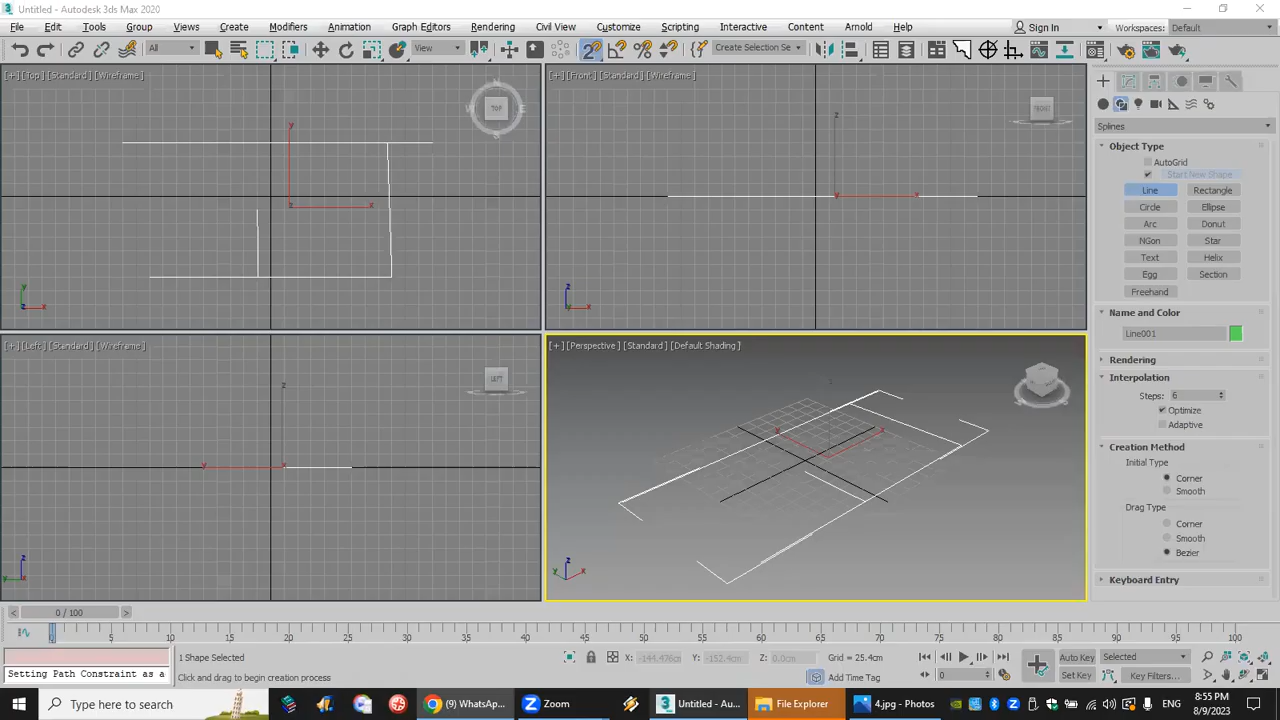 Untitled - Autodesk 3ds Max 2020
File Edit Tools Group Views Create Modifiers Animation Graph Editors Rendering Civil View Customize Scripting Interactive Content Arnold Help Sign In Workspaces: Default
All View Create Selection Se
[+] [Top] [Standard] [Wireframe]
[+] [Front] [Standard] [Wireframe]
TOP
N
S
FRONT
y
x
z
Splines
Object Type
AutoGrid
Start New Shape
Line Rectangle
Circle Ellipse
Arc Donut
NGon Star
Text Helix
Egg Section
Freehand
Name and Color
Line001
Rendering
Interpolation
Steps: 6
Optimize
Adaptive
Creation Method
Initial Type
Corner
Smooth
Drag Type
Corner
Smooth
Bezier
Keyboard Entry
[+] [Left] [Standard] [Wireframe]
[+] [Perspective] [Standard] [Default Shading]
LEFT
0 / 100
0 5 10 15 20 25 30 35 40 45 50 55 60 65 70 75 80 85 90 95 100
1 Shape Selected
X: -144.476cm Y: -152.4cm Z: 0.0cm Grid = 25.4cm
Auto Key Selected
Setting Path Constraint as a
Click and drag to begin creation process
Add Time Tag
0
Set Key Key Filters...
Type here to search
(9) WhatsAp...
Zoom
Untitled - Au...
File Explorer
4.jpg - Photos
8:55 PM
8/9/2023